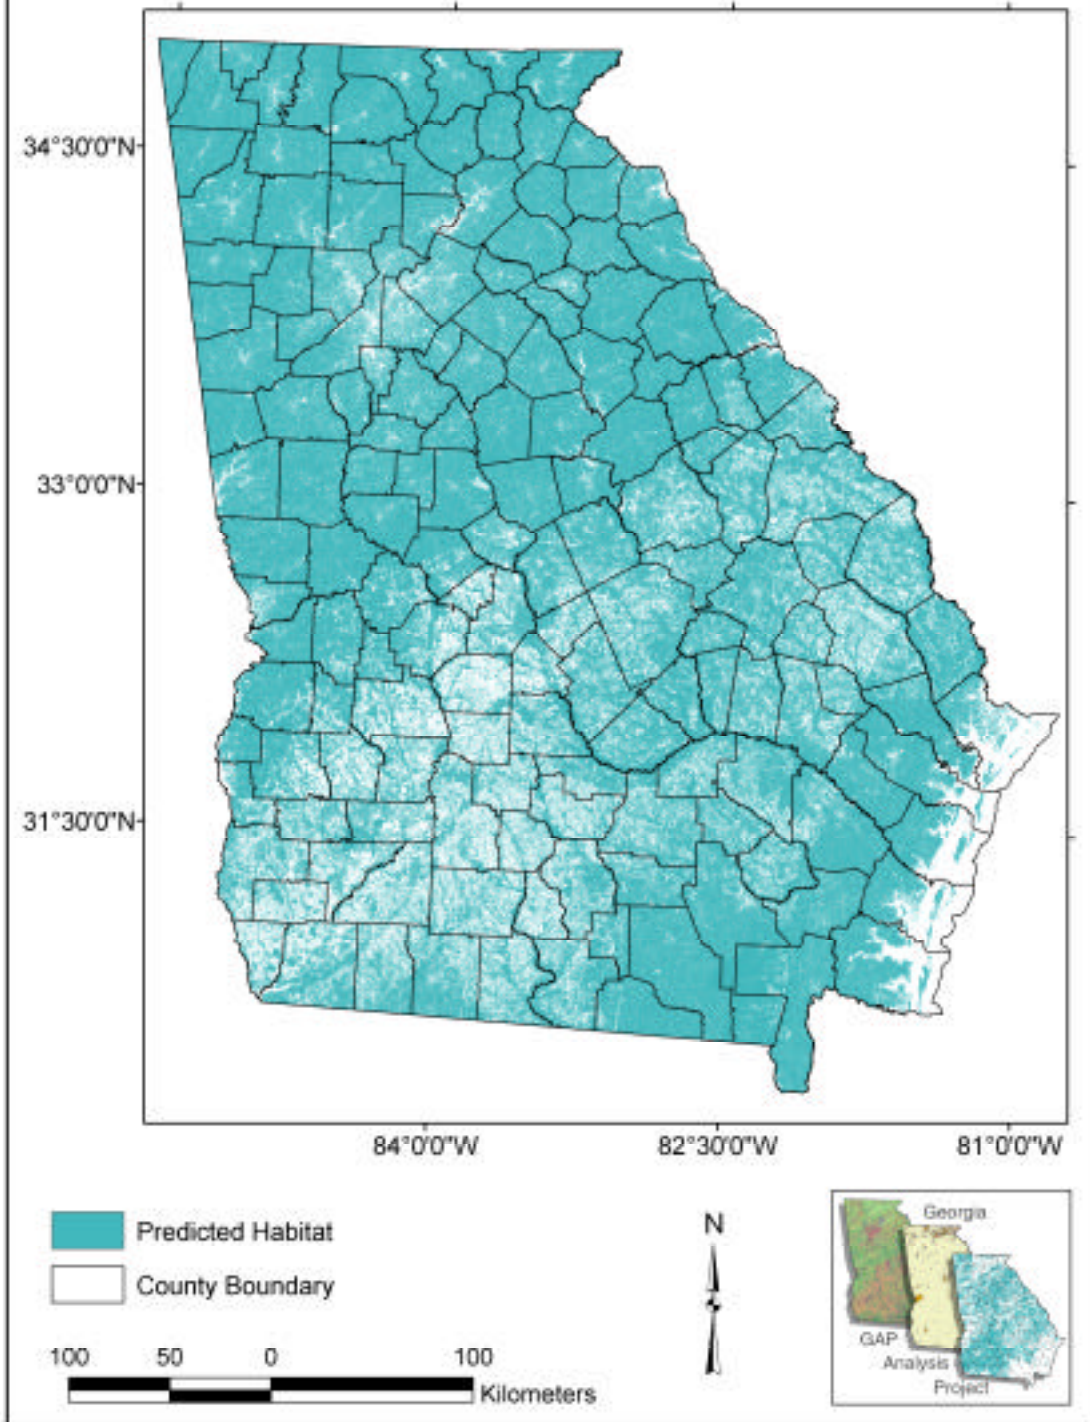 34°30'0"N
33°0'0"N
31°30'0"N
84°0'0"W 82°30'0"W 81°0'0"W
Predicted Habitat
County Boundary
N
100 50 0 100
Kilometers
Georgia
GAP
Analysis
Project